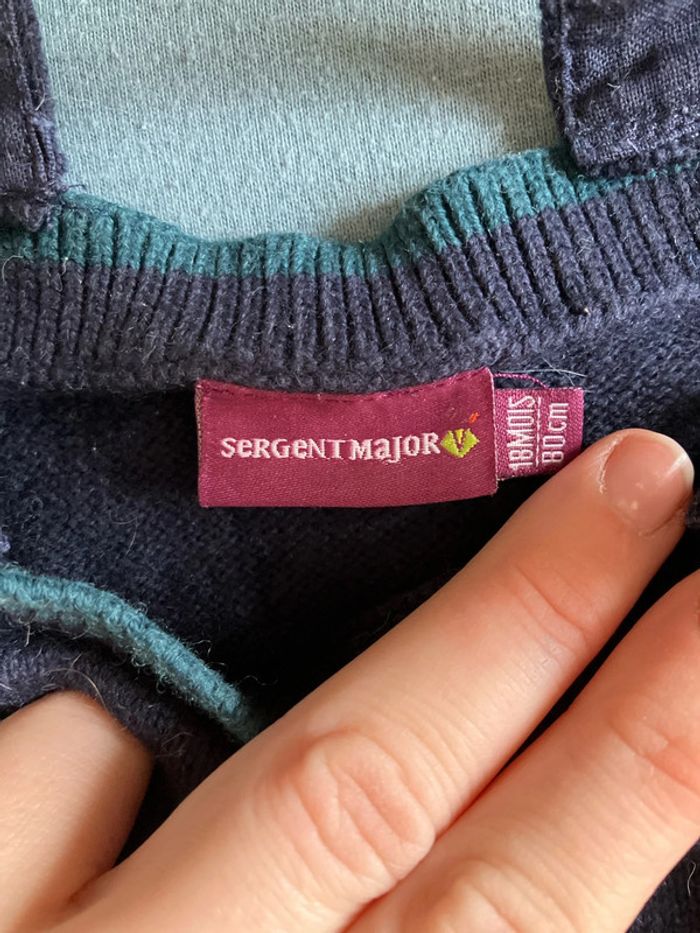 SeRGeNT MajOR
18MOIS
80cm